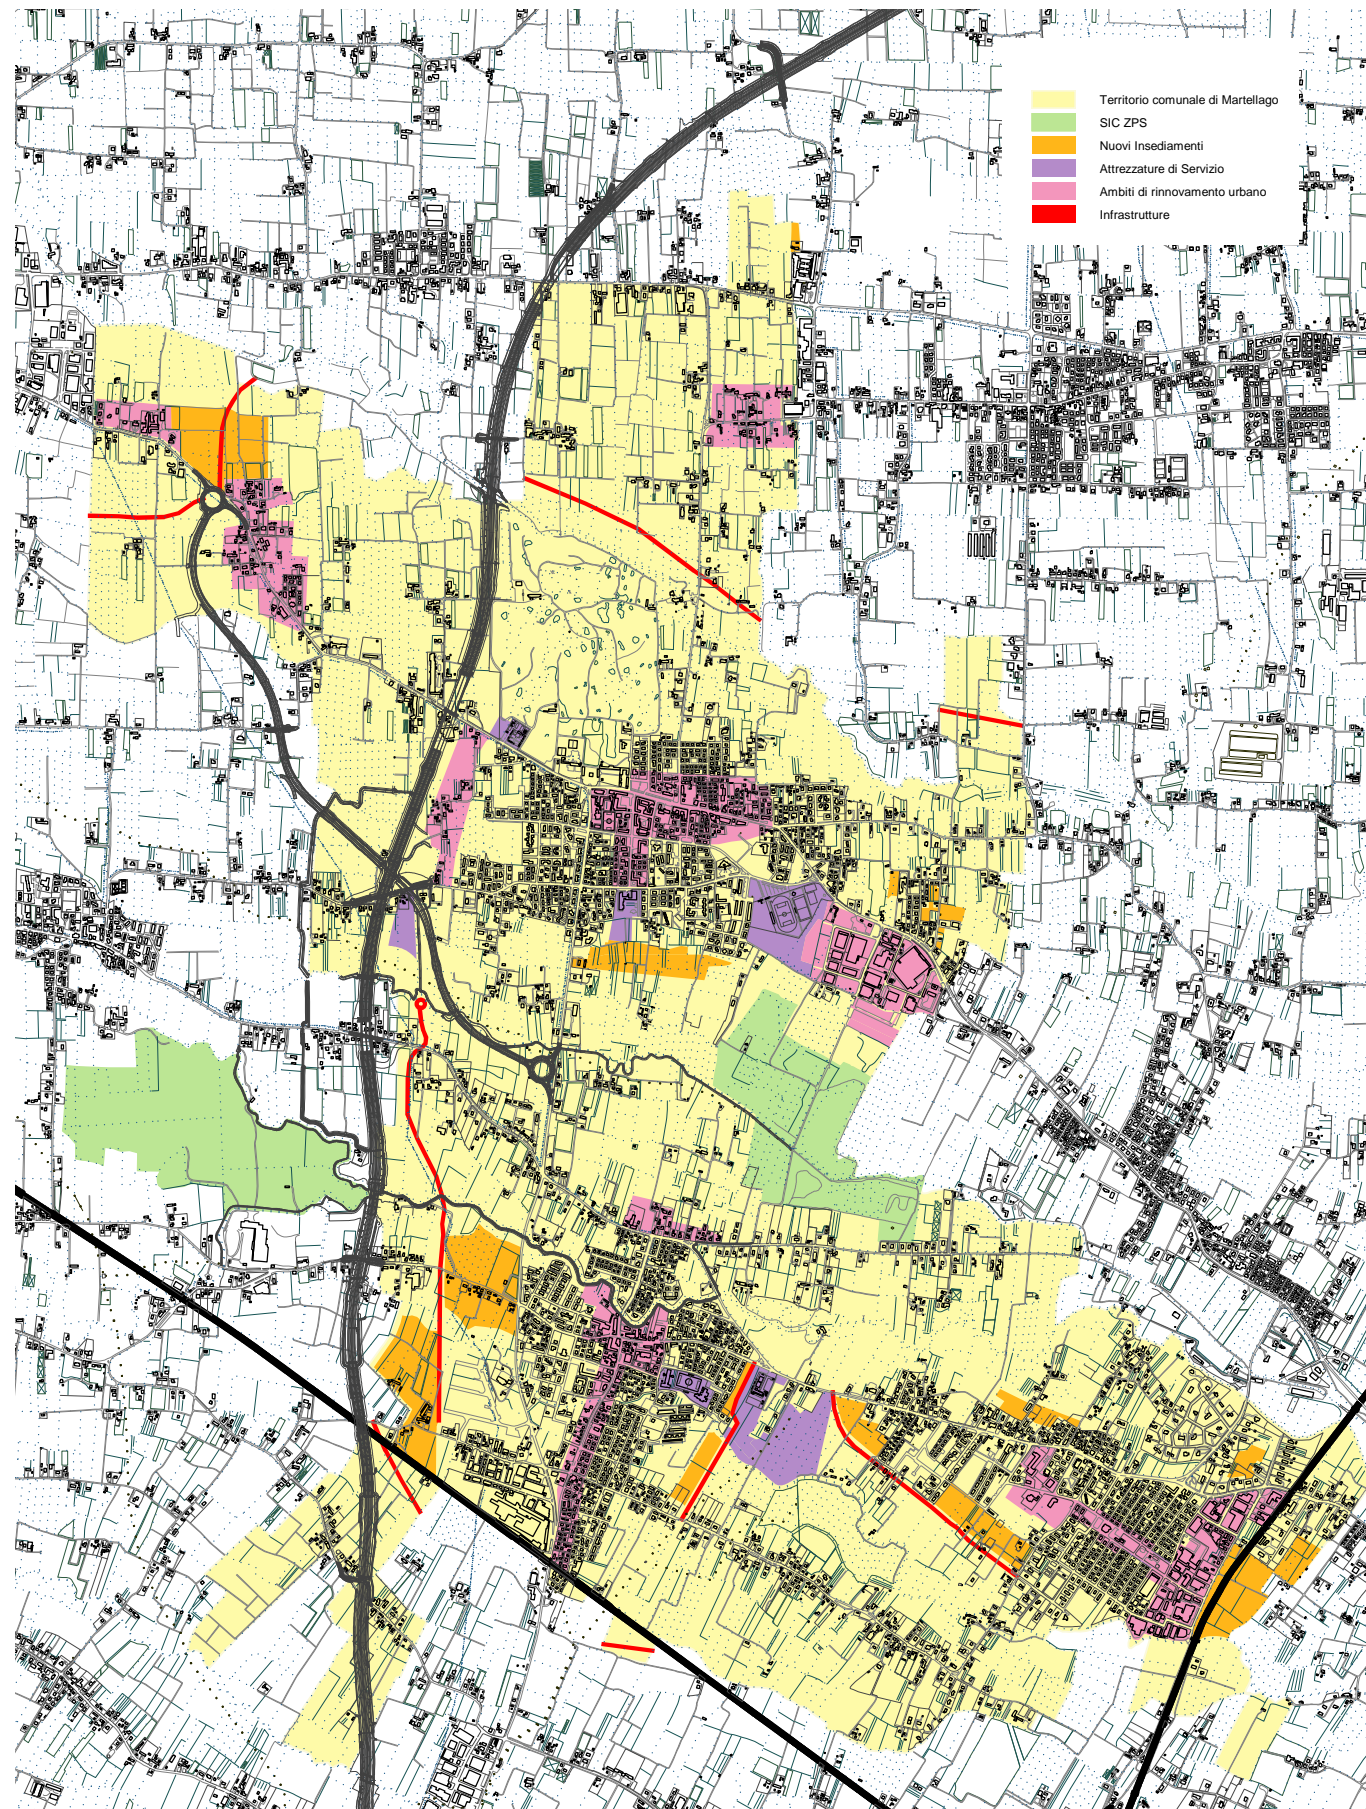 Territorio comunale di Martellago
SIC ZPS
Nuovi Insediamenti
Attrezzature di Servizio
Ambiti di rinnovamento urbano
Infrastrutture